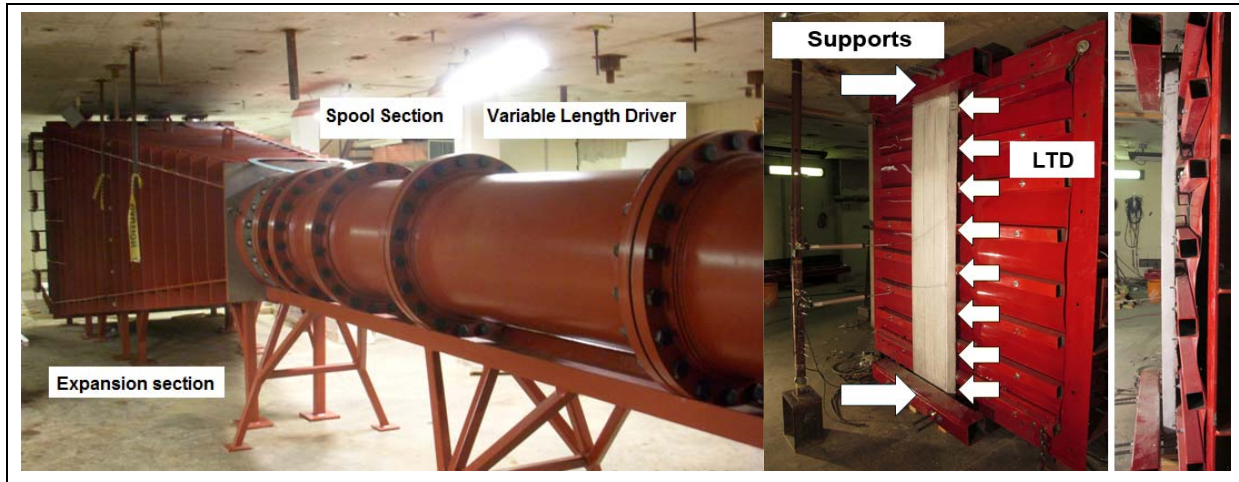 Spool Section
Variable Length Driver
Expansion section
Supports
LTD